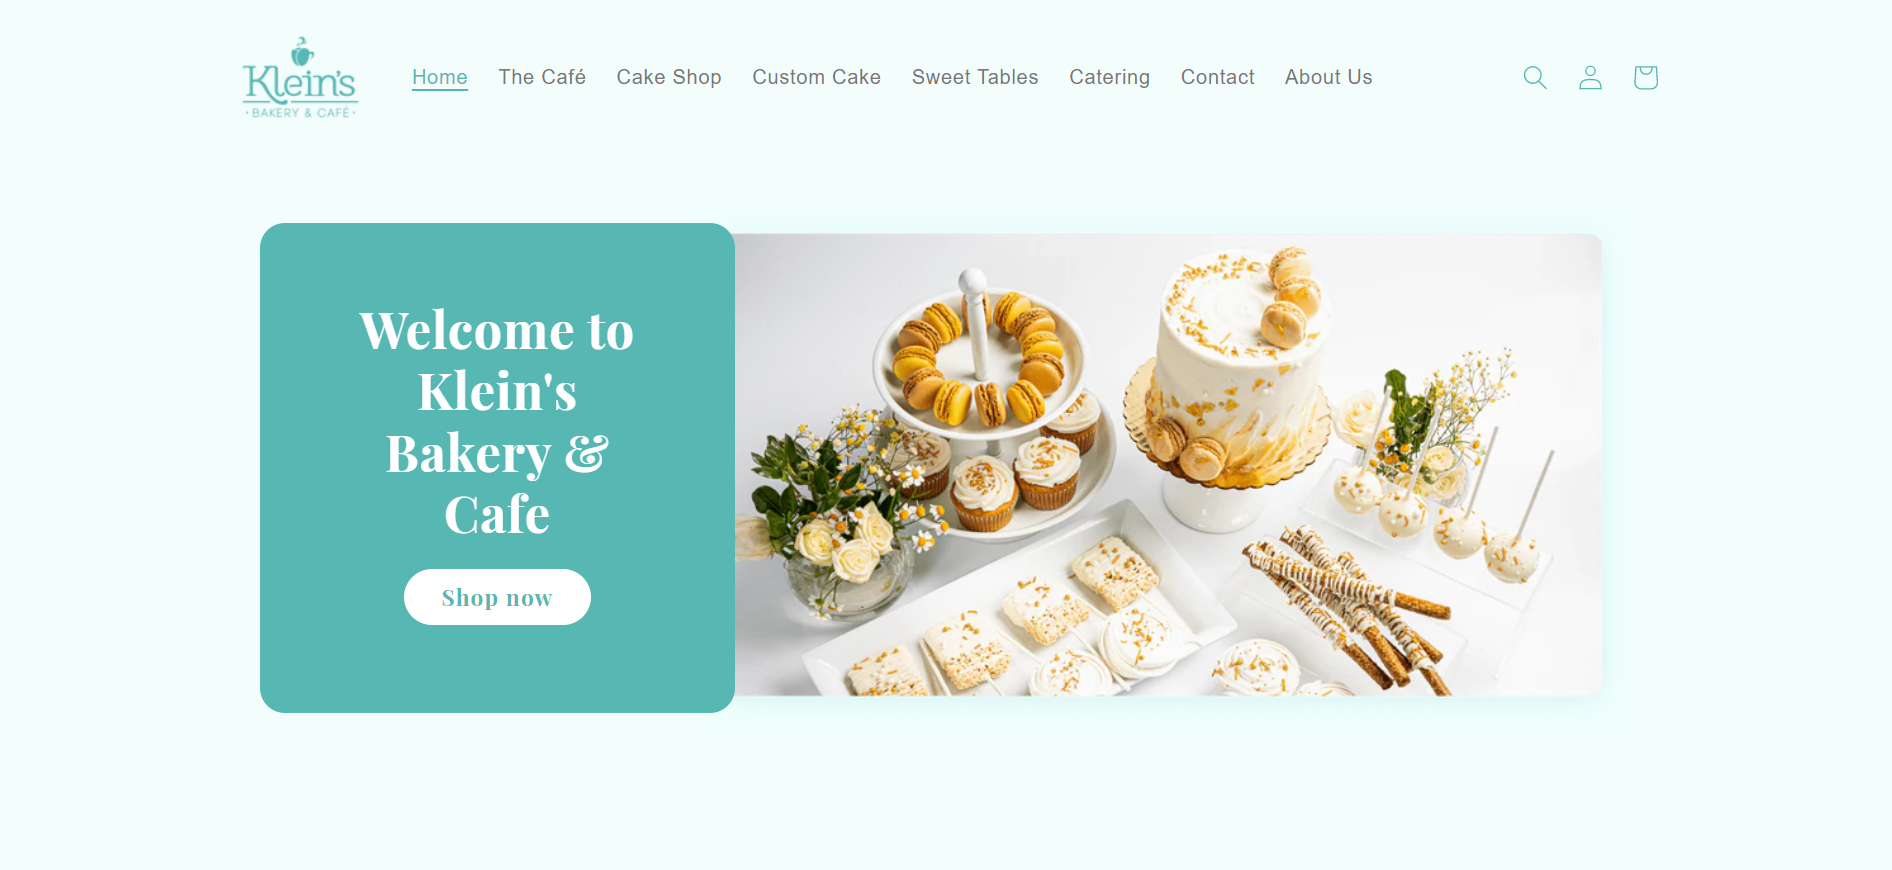 Klein's
• BAKERY & CAFÉ •
Home The Café Cake Shop Custom Cake Sweet Tables Catering Contact About Us
Welcome to
Klein's
Bakery &
Cafe
Shop now